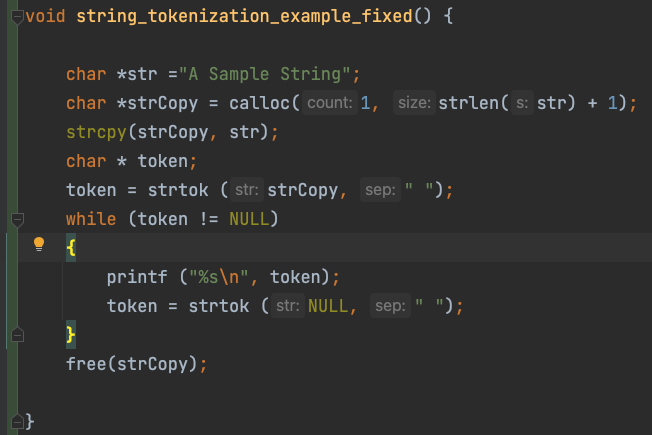 void string_tokenization_example_fixed() {
char *str ="A Sample String";
char *strCopy = calloc( count: 1, size: strlen( s: str) + 1);
strcpy(strCopy, str);
char * token;
token = strtok ( str: strCopy, sep: " ");
while (token != NULL)
{
printf ("%s\n", token);
token = strtok ( str: NULL, sep: " ");
}
free(strCopy);
}